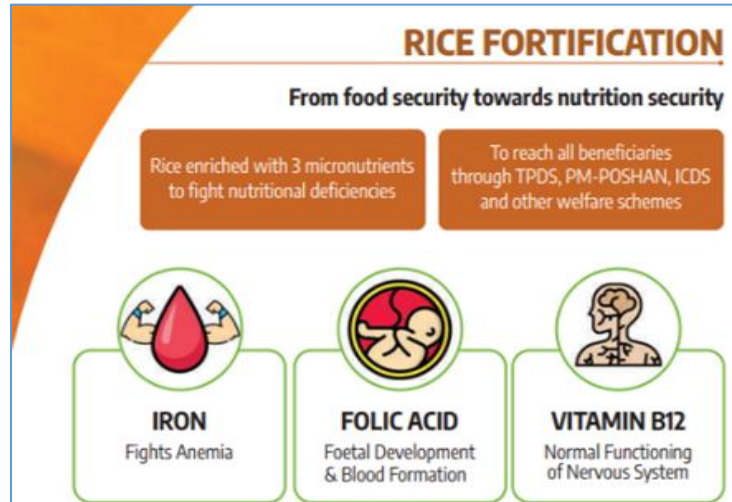 RICE FORTIFICATION
From food security towards nutrition security
Rice enriched with 3 micronutrients
to fight nutritional deficiencies
To reach all beneficiaries
through TPDS, PM-POSHAN, ICDS
and other welfare schemes
IRON
Fights Anemia
FOLIC ACID
Foetal Development
& Blood Formation
VITAMIN B12
Normal Functioning
of Nervous System